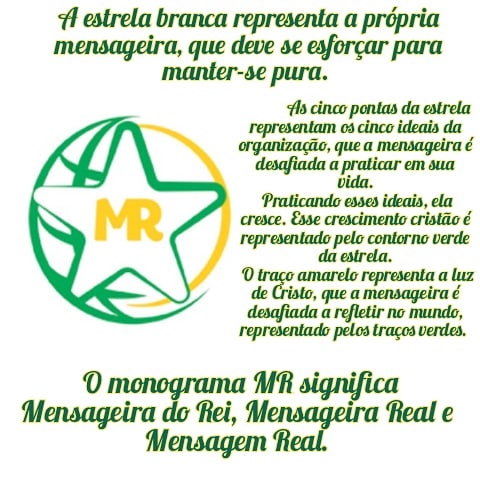 A estrela branca representa a própria
mensageira, que deve se esforçar para
manter-se pura.
MR
As cinco pontas da estrela
representam os cinco ideais da
organização, que a mensageira é
desafiada a praticar em sua
vida.
Praticando esses ideais, ela
cresce. Esse crescimento cristão é
representado pelo contorno verde
da estrela.
O traço amarelo representa a luz
de Cristo, que a mensageira é
desafiada a refletir no mundo,
representado pelos traços verdes.
O monograma MR significa
Mensageira do Rei, Mensageira Real e
Mensagem Real.